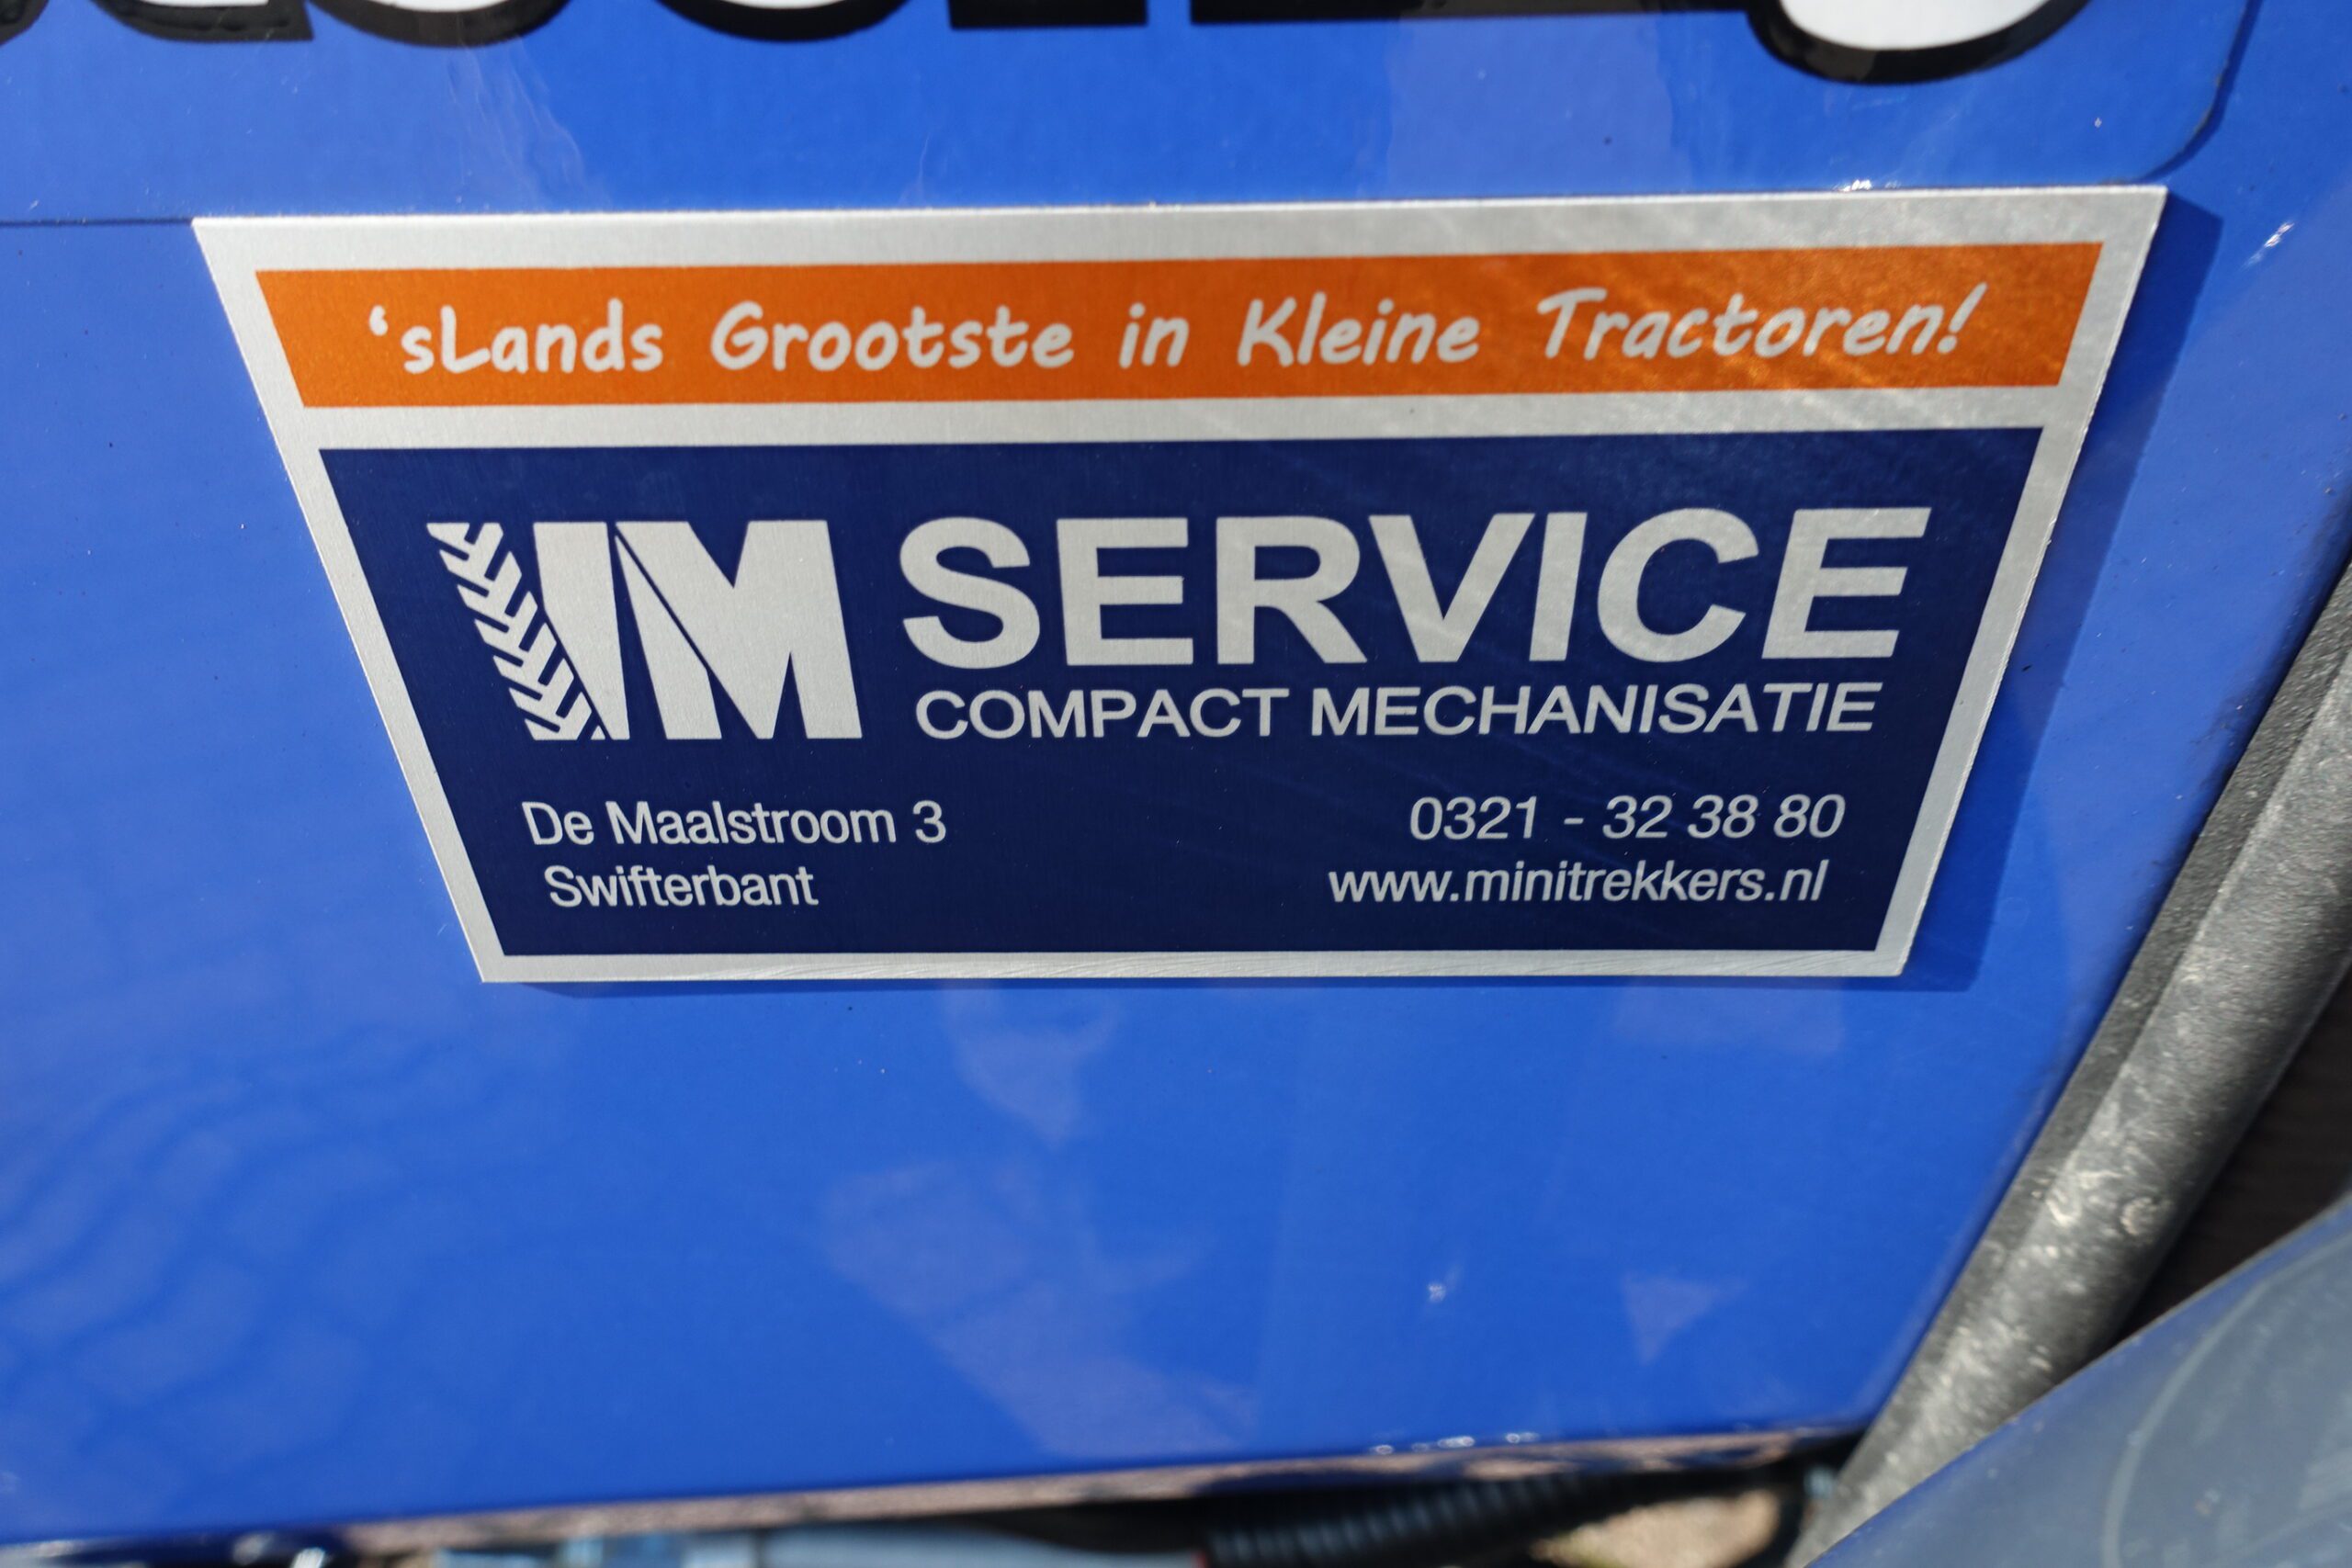 ‘sLands Grootste in Kleine Tractoren!
IM SERVICE
COMPACT MECHANISATIE
De Maalstroom 3
Swifterbant
0321 - 32 38 80
www.minitrekkers.nl